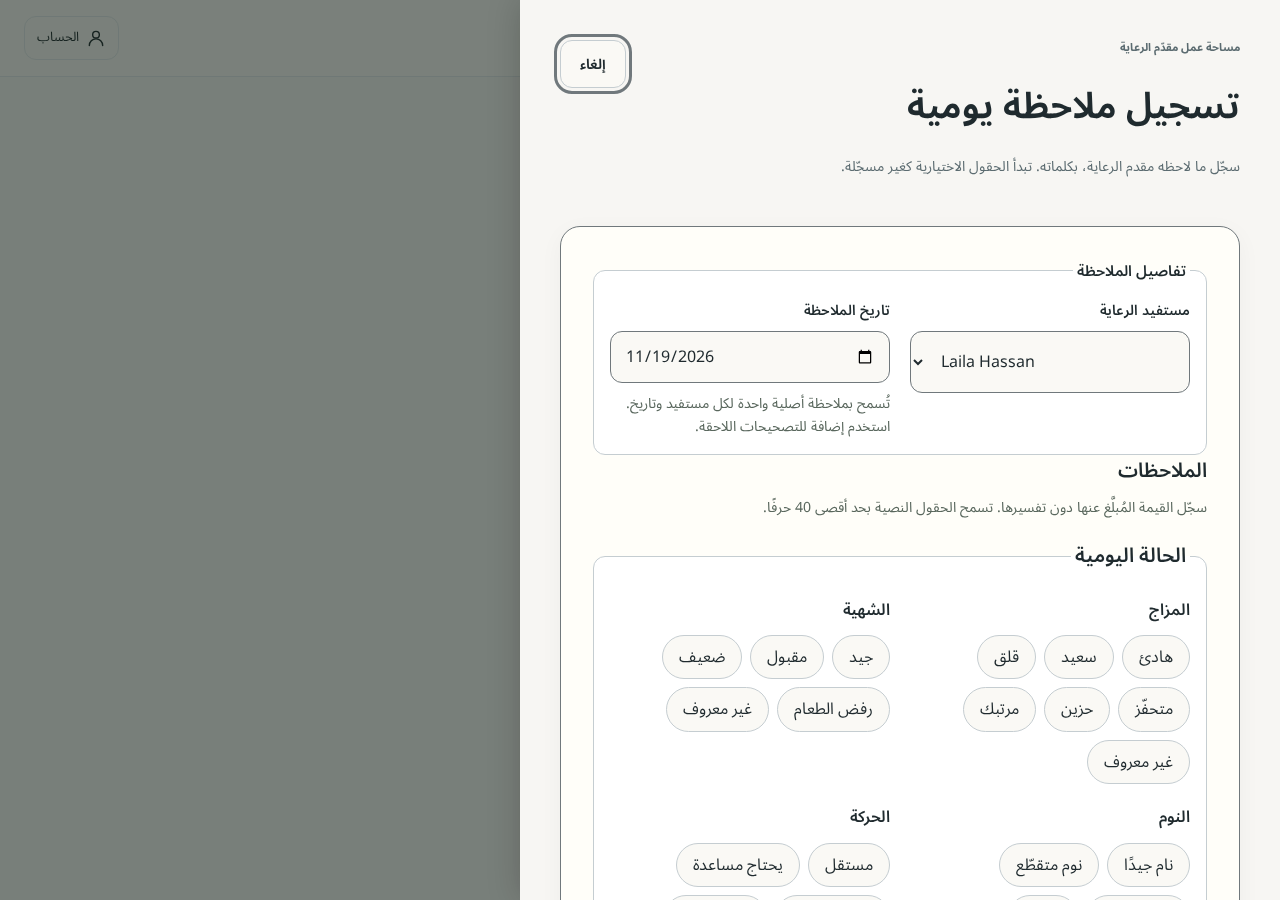 الحساب
مساحة عمل مقدّم الرعاية
إلغاء
تسجيل ملاحظة يومية
سجّل ما لاحظه مقدم الرعاية، بكلماته. تبدأ الحقول الاختيارية كغير مسجّلة.
تفاصيل الملاحظة
مستفيد الرعاية
تاريخ الملاحظة
Laila Hassan
11/19/2026
تُسمح بملاحظة أصلية واحدة لكل مستفيد وتاريخ.
استخدم إضافة للتصحيحات اللاحقة.
الملاحظات
سجّل القيمة المُبلَّغ عنها دون تفسيرها. تسمح الحقول النصية بحد أقصى 40 حرفًا.
الحالة اليومية
المزاج
الشهية
هادئ سعيد قلق
جيد مقبول ضعيف
متحفّز حزين مرتبك
رفض الطعام غير معروف
غير معروف
النوم
الحركة
نام جيدًا نوم متقطّع
مستقل يحتاج مساعدة